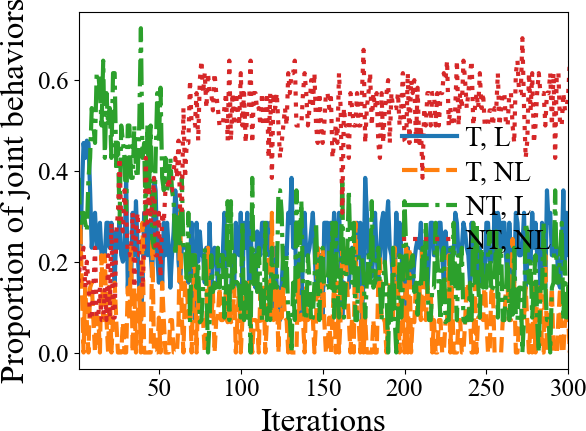 Proportion of joint behaviors
0.6
0.4
0.2
0.0
T, L
T, NL
NT, L
NT, NL
50
100
150
200
250
300
Iterations